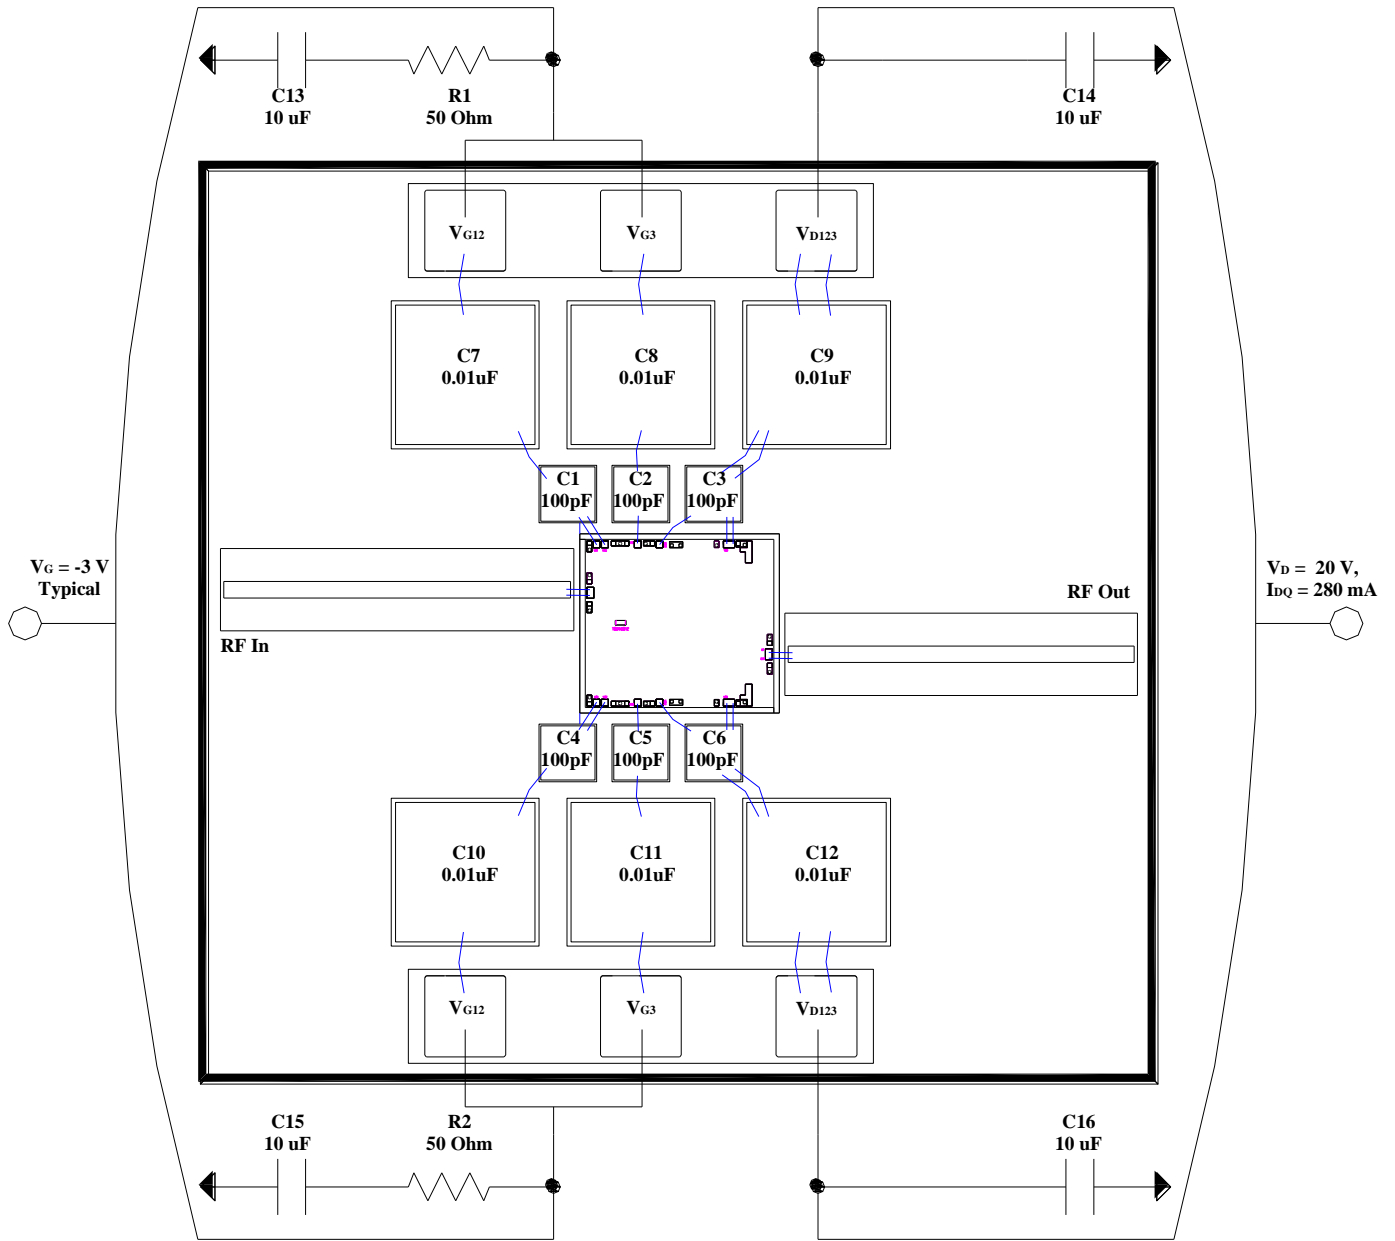 C13
10 uF
R1
50 Ohm
C14
10 uF
VG12
VG3
VD123
C7
0.01uF
C8
0.01uF
C9
0.01uF
C1
100pF
C2
100pF
C3
100pF
VG = -3 V
Typical
RF In
RF Out
VD = 20 V,
IDQ = 280 mA
C4
100pF
C5
100pF
C6
100pF
C10
0.01uF
C11
0.01uF
C12
0.01uF
VG12
VG3
VD123
C15
10 uF
R2
50 Ohm
C16
10 uF